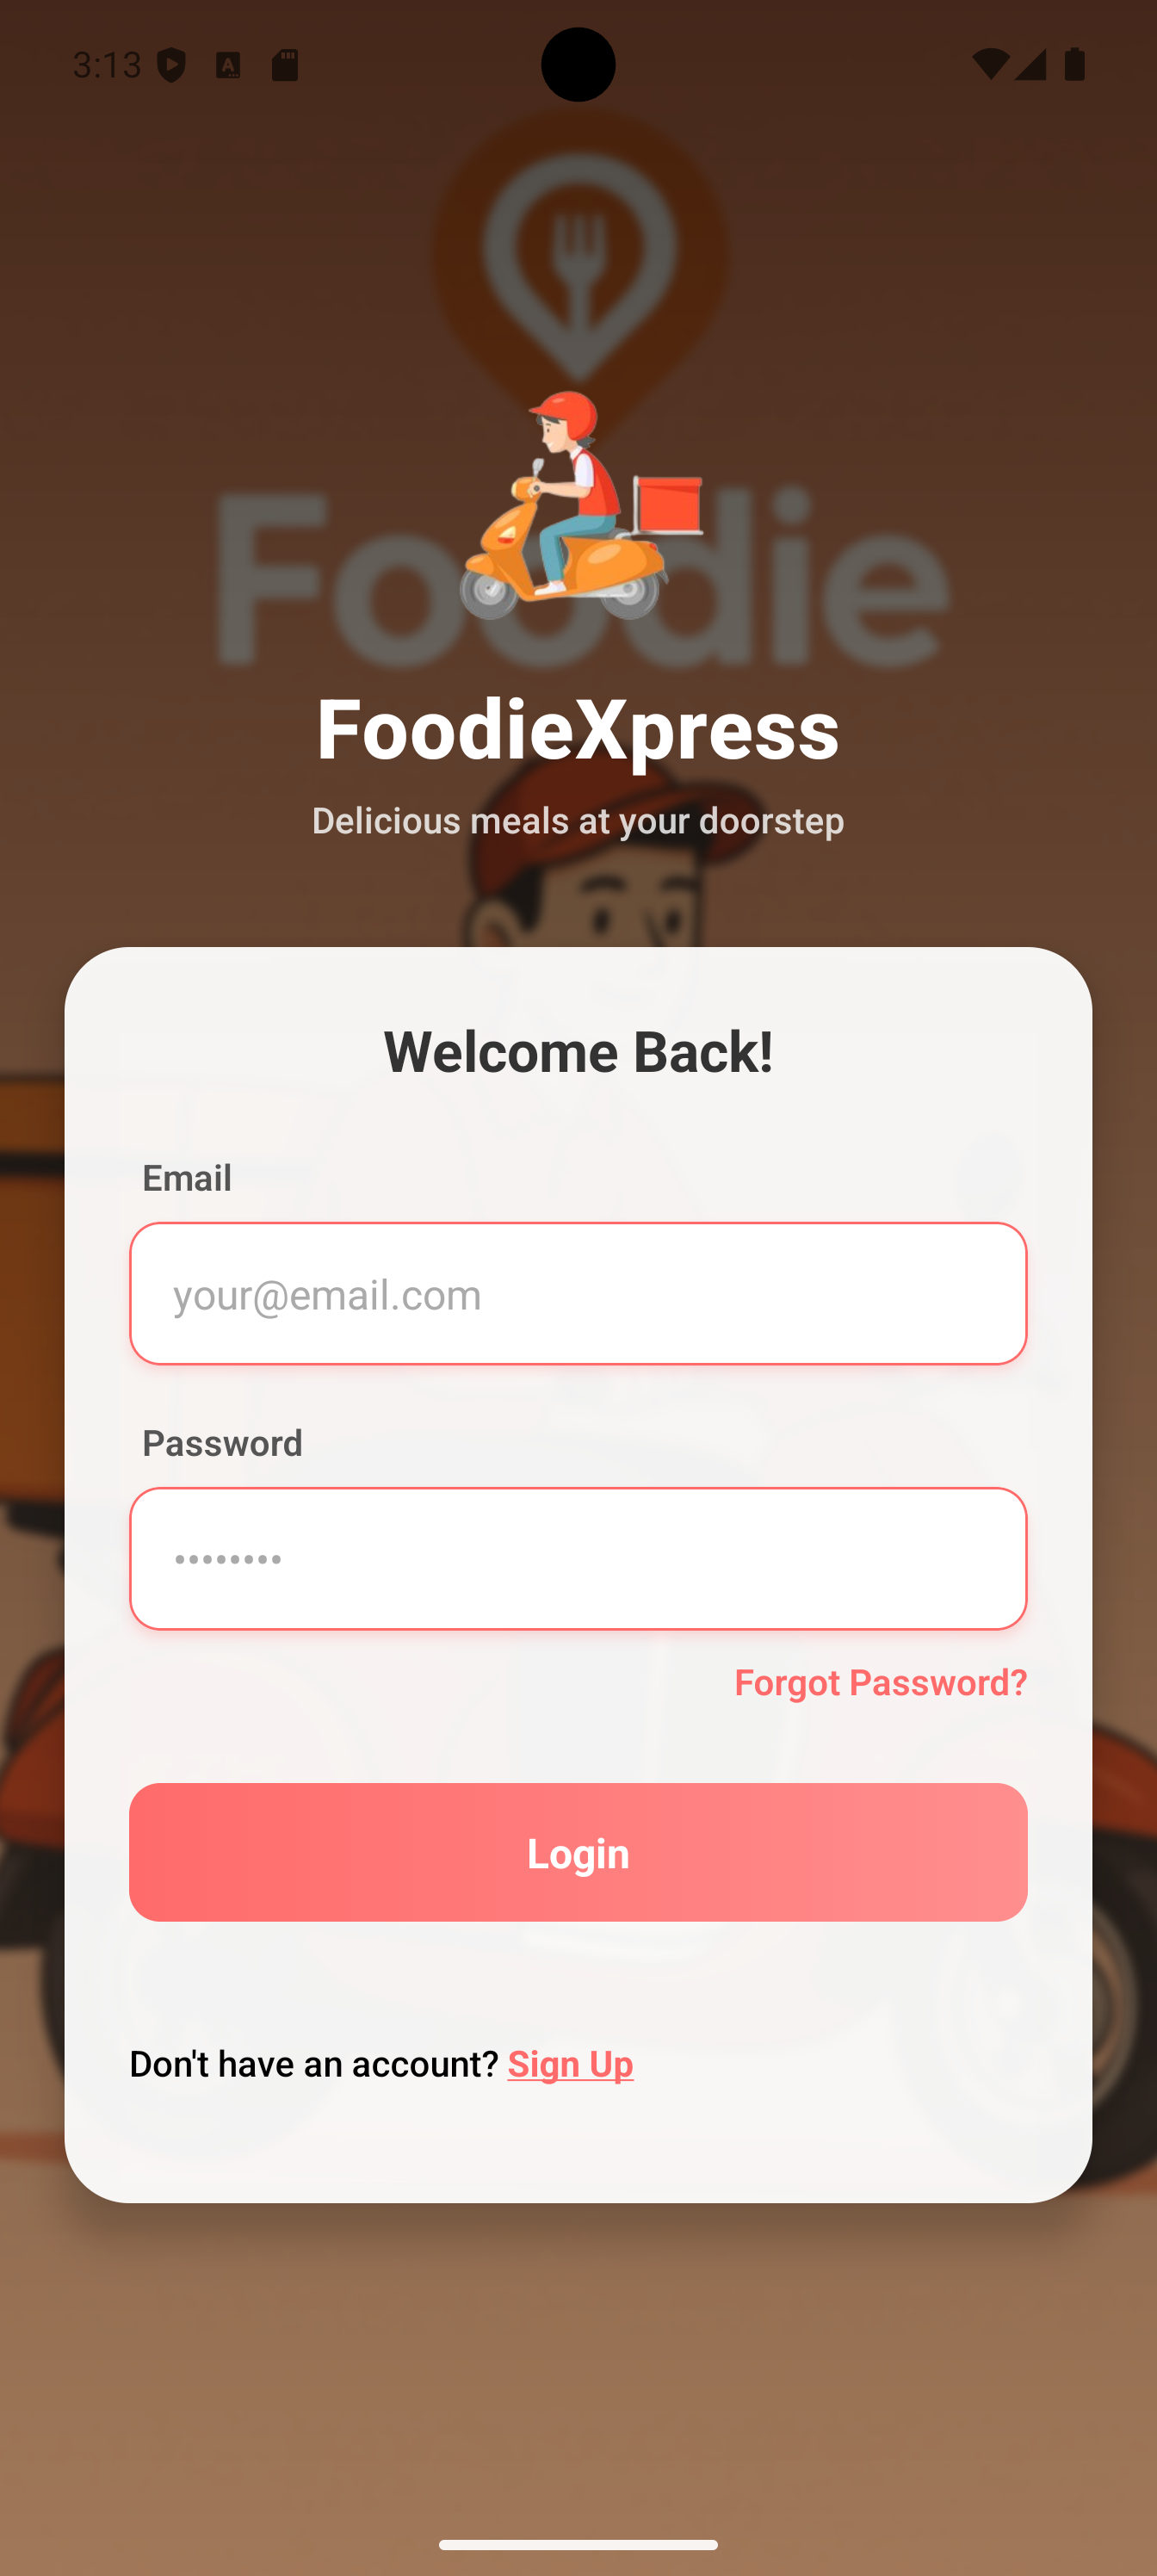 3:13
Foodie
FoodieXpress
Delicious meals at your doorstep
Welcome Back!
Email
your@email.com
Password
••••••••
Forgot Password?
Login
Don't have an account? Sign Up